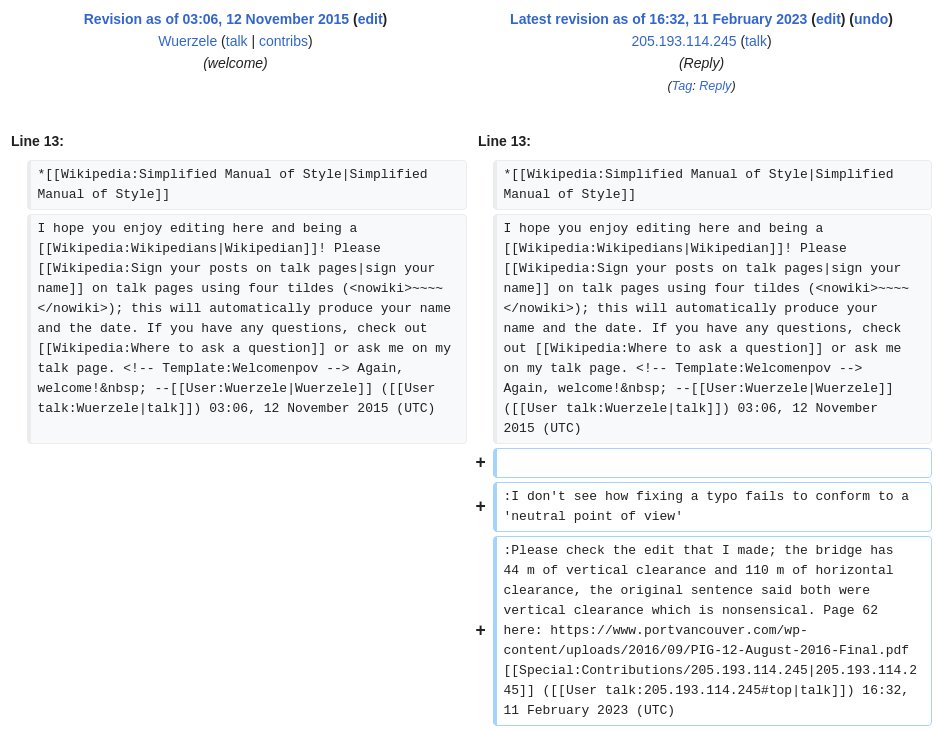 Revision as of 03:06, 12 November 2015 (edit)
Wuerzele (talk | contribs)
(welcome)
Latest revision as of 16:32, 11 February 2023 (edit) (undo)
205.193.114.245 (talk)
(Reply)
(Tag: Reply)
Line 13:
Line 13:
*[[Wikipedia:Simplified Manual of Style|Simplified
Manual of Style]]
*[[Wikipedia:Simplified Manual of Style|Simplified
Manual of Style]]
I hope you enjoy editing here and being a
[[Wikipedia:Wikipedians|Wikipedian]]! Please
[[Wikipedia:Sign your posts on talk pages|sign your
name]] on talk pages using four tildes (<nowiki>~~~~
</nowiki>); this will automatically produce your name
and the date. If you have any questions, check out
[[Wikipedia:Where to ask a question]] or ask me on my
talk page. <!-- Template:Welcomenpov --> Again,
welcome!&nbsp; --[[User:Wuerzele|Wuerzele]] ([[User
talk:Wuerzele|talk]]) 03:06, 12 November 2015 (UTC)
I hope you enjoy editing here and being a
[[Wikipedia:Wikipedians|Wikipedian]]! Please
[[Wikipedia:Sign your posts on talk pages|sign your
name]] on talk pages using four tildes (<nowiki>~~~~
</nowiki>); this will automatically produce your
name and the date. If you have any questions, check
out [[Wikipedia:Where to ask a question]] or ask me
on my talk page. <!-- Template:Welcomenpov -->
Again, welcome!&nbsp; --[[User:Wuerzele|Wuerzele]]
([[User talk:Wuerzele|talk]]) 03:06, 12 November
2015 (UTC)
+
+
:I don't see how fixing a typo fails to conform to a
'neutral point of view'
+
:Please check the edit that I made; the bridge has
44 m of vertical clearance and 110 m of horizontal
clearance, the original sentence said both were
vertical clearance which is nonsensical. Page 62
here: https://www.portvancouver.com/wp-
content/uploads/2016/09/PIG-12-August-2016-Final.pdf
[[Special:Contributions/205.193.114.245|205.193.114.2
45]] ([[User talk:205.193.114.245#top|talk]]) 16:32,
11 February 2023 (UTC)